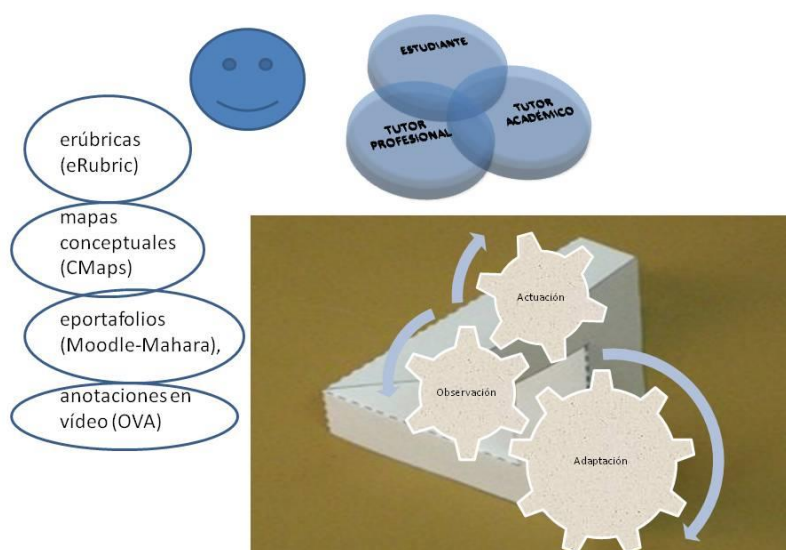 ESTUDIANTE
TUTOR
PROFESIONAL
TUTOR
ACADÉMICO
erúbricas
(eRubric)
mapas
conceptuales
(CMaps)
eportafolios
(Moodle-Mahara),
anotaciones en
vídeo (OVA)
Actuación
Observación
Adaptación